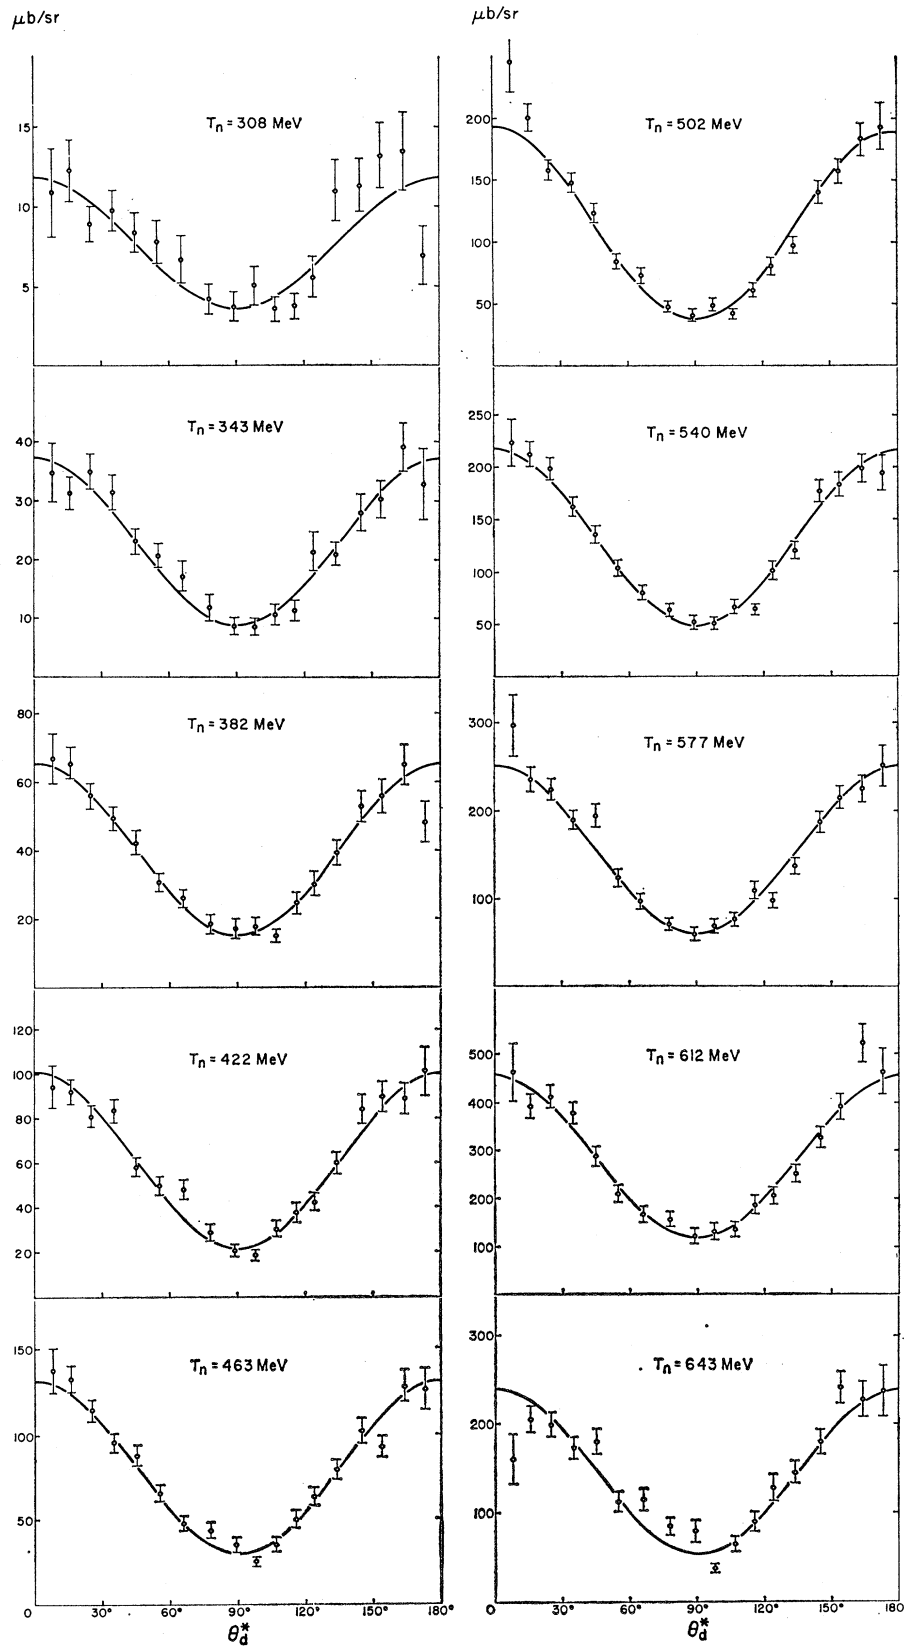 μb/sr
Tn = 308 MeV
15
10
5
Tn = 343 MeV
40
30
20
10
Tn = 382 MeV
80
60
40
20
Tn = 422 MeV
120
100
80
60
40
20
Tn = 463 MeV
150
100
50
0 30° 60° 90° 120° 150° 180°
θ*d
μb/sr
Tn = 502 MeV
200
150
100
50
Tn = 540 MeV
250
200
150
100
50
Tn = 577 MeV
300
200
100
Tn = 612 MeV
500
400
300
200
100
Tn = 643 MeV
300
200
100
0 30° 60° 90° 120° 150° 180
θ*d